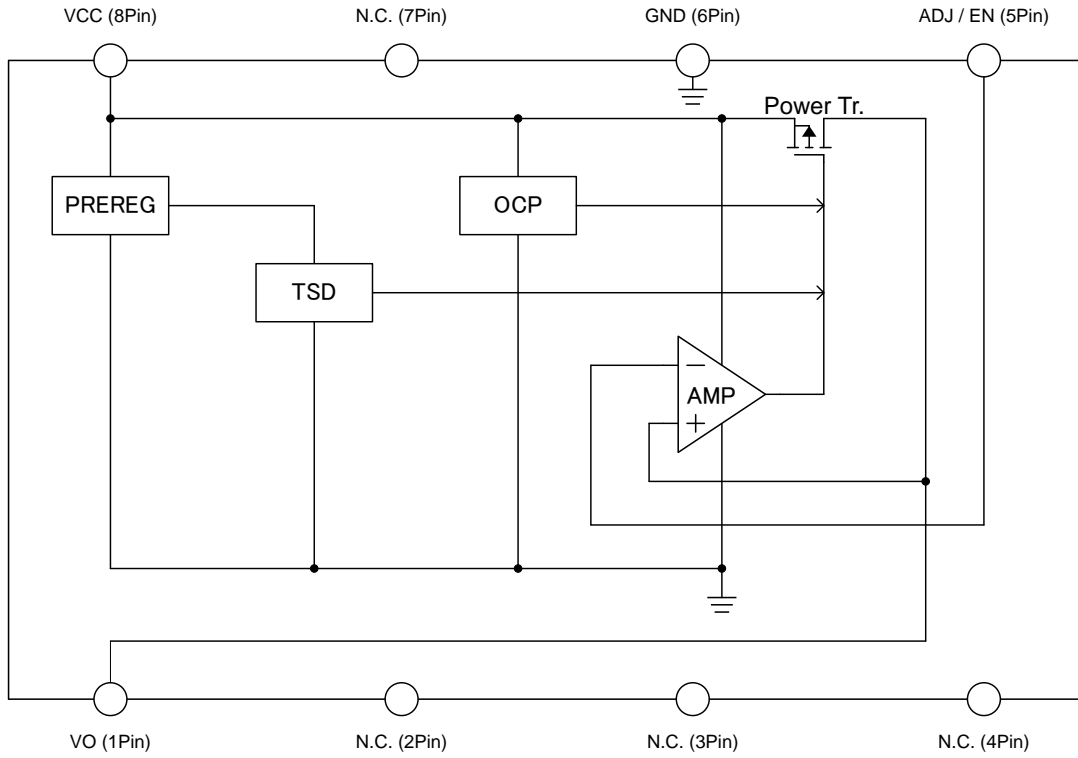 VCC (8Pin)
N.C. (7Pin)
GND (6Pin)
ADJ / EN (5Pin)
Power Tr.
PREREG
OCP
TSD
−
AMP
+
VO (1Pin)
N.C. (2Pin)
N.C. (3Pin)
N.C. (4Pin)